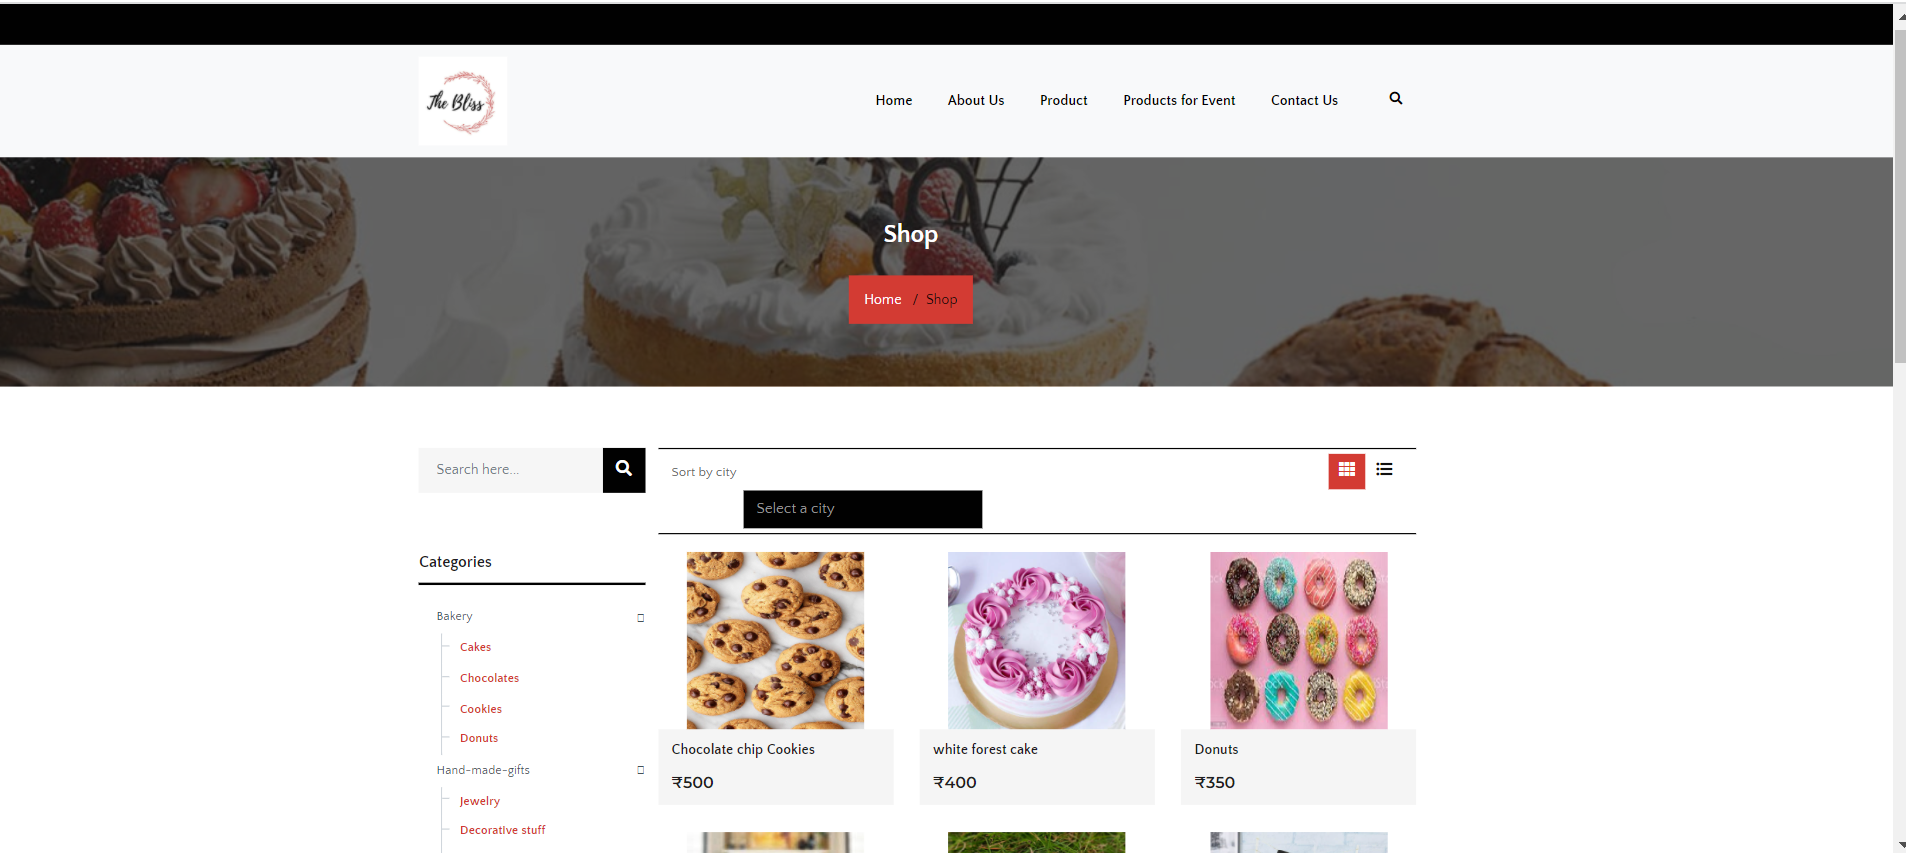 The Bliss
Home About Us Product Products for Event Contact Us
Shop
Home / Shop
Search here...
Sort by city
Select a city
Categories
Bakery
Cakes
Chocolates
Cookies
Donuts
Hand-made-gifts
Jewelry
Decorative stuff
Chocolate chip Cookies
₹500
white forest cake
₹400
Donuts
₹350